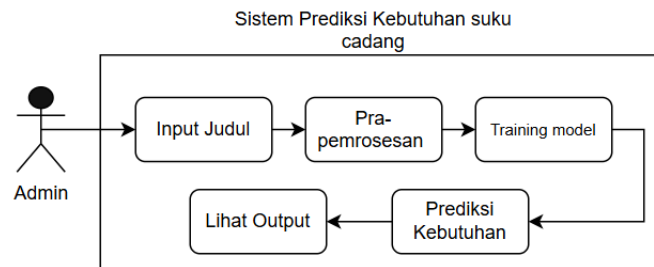 Sistem Prediksi Kebutuhan suku
cadang
Admin
Input Judul
Pra-
pemrosesan
Training model
Prediksi
Kebutuhan
Lihat Output